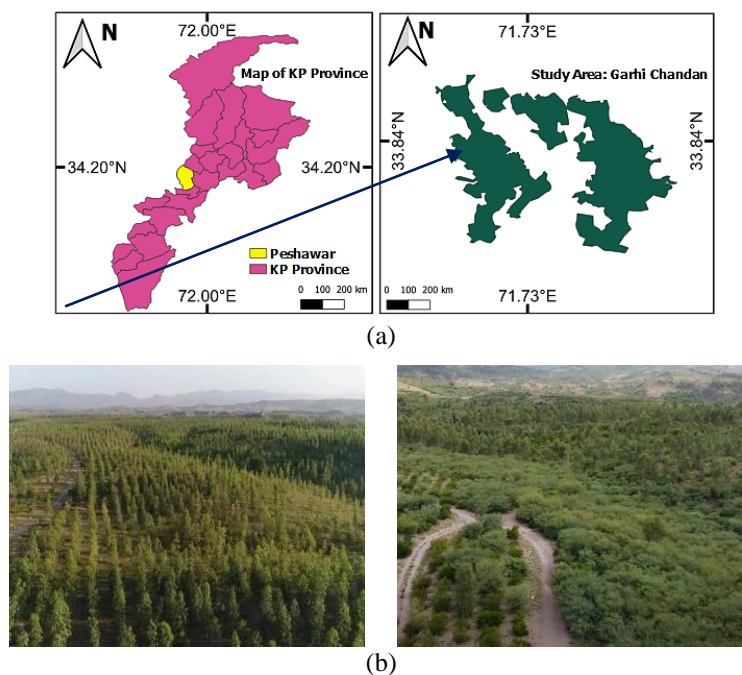 72.00°E
N
Map of KP Province
34.20°N
34.20°N
Peshawar
KP Province
0 100 200 km
72.00°E
71.73°E
N
Study Area: Garhi Chandan
33.84°N
33.84°N
0 100 200 km
71.73°E
(a)
(b)